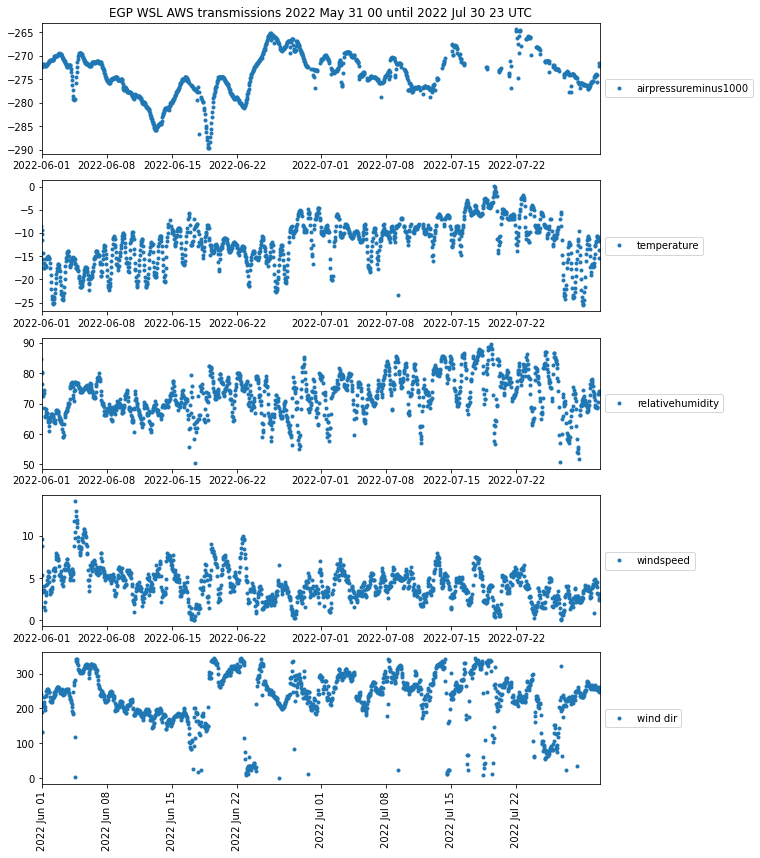 EGP WSL AWS transmissions 2022 May 31 00 until 2022 Jul 30 23 UTC
−265
−270
−275
−280
−285
−290
2022-06-01 2022-06-08 2022-06-15 2022-06-22 2022-07-01 2022-07-08 2022-07-15 2022-07-22
airpressureminus1000
0
−5
−10
−15
−20
−25
2022-06-01 2022-06-08 2022-06-15 2022-06-22 2022-07-01 2022-07-08 2022-07-15 2022-07-22
temperature
90
80
70
60
50
2022-06-01 2022-06-08 2022-06-15 2022-06-22 2022-07-01 2022-07-08 2022-07-15 2022-07-22
relativehumidity
10
5
0
2022-06-01 2022-06-08 2022-06-15 2022-06-22 2022-07-01 2022-07-08 2022-07-15 2022-07-22
windspeed
300
200
100
0
2022 Jun 01
2022 Jun 08
2022 Jun 15
2022 Jun 22
2022 Jul 01
2022 Jul 08
2022 Jul 15
2022 Jul 22
wind dir